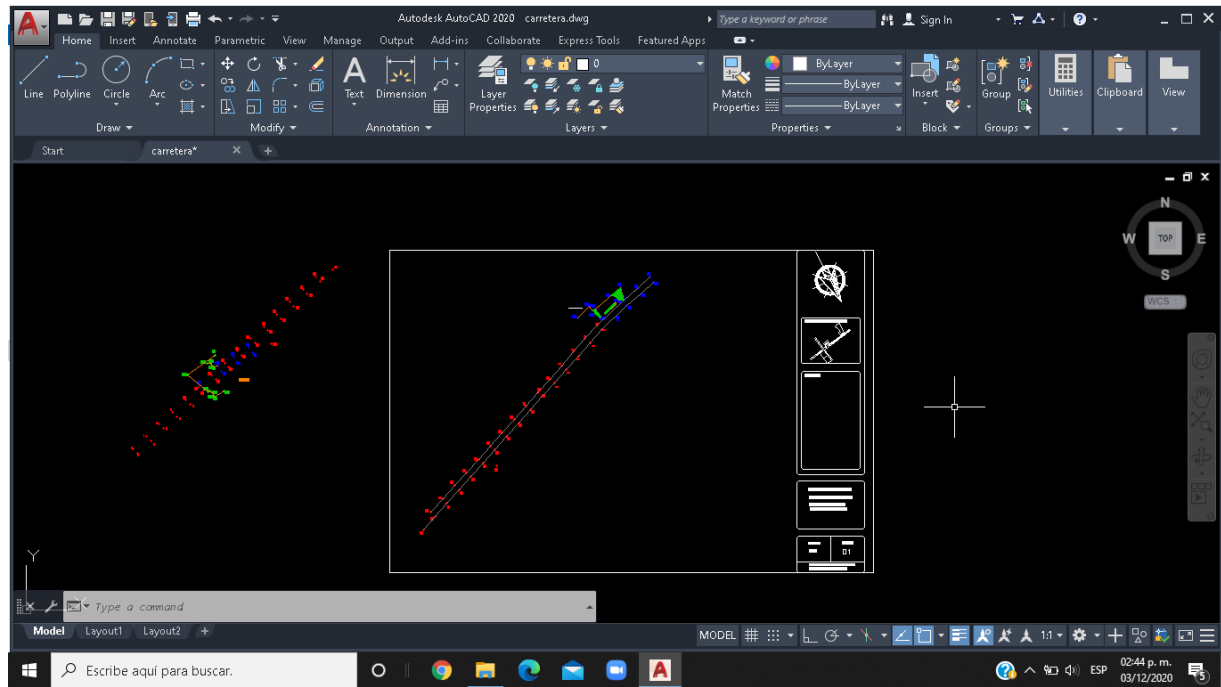 Autodesk AutoCAD 2020 carretera.dwg
Type a keyword or phrase
Sign In
Home Insert Annotate Parametric View Manage Output Add-ins Collaborate Express Tools Featured Apps
Line Polyline Circle Arc
Text Dimension
Layer Properties
0
Match Properties
ByLayer
ByLayer
ByLayer
Insert
Group
Utilities
Clipboard
View
Draw Modify Annotation Layers Properties Block Groups
Start carretera*
N
W TOP E
S
WCS
01
Y
X
Type a command
Model Layout1 Layout2
MODEL 1:1
Escribe aquí para buscar.
ESP
02:44 p. m.
03/12/2020
5